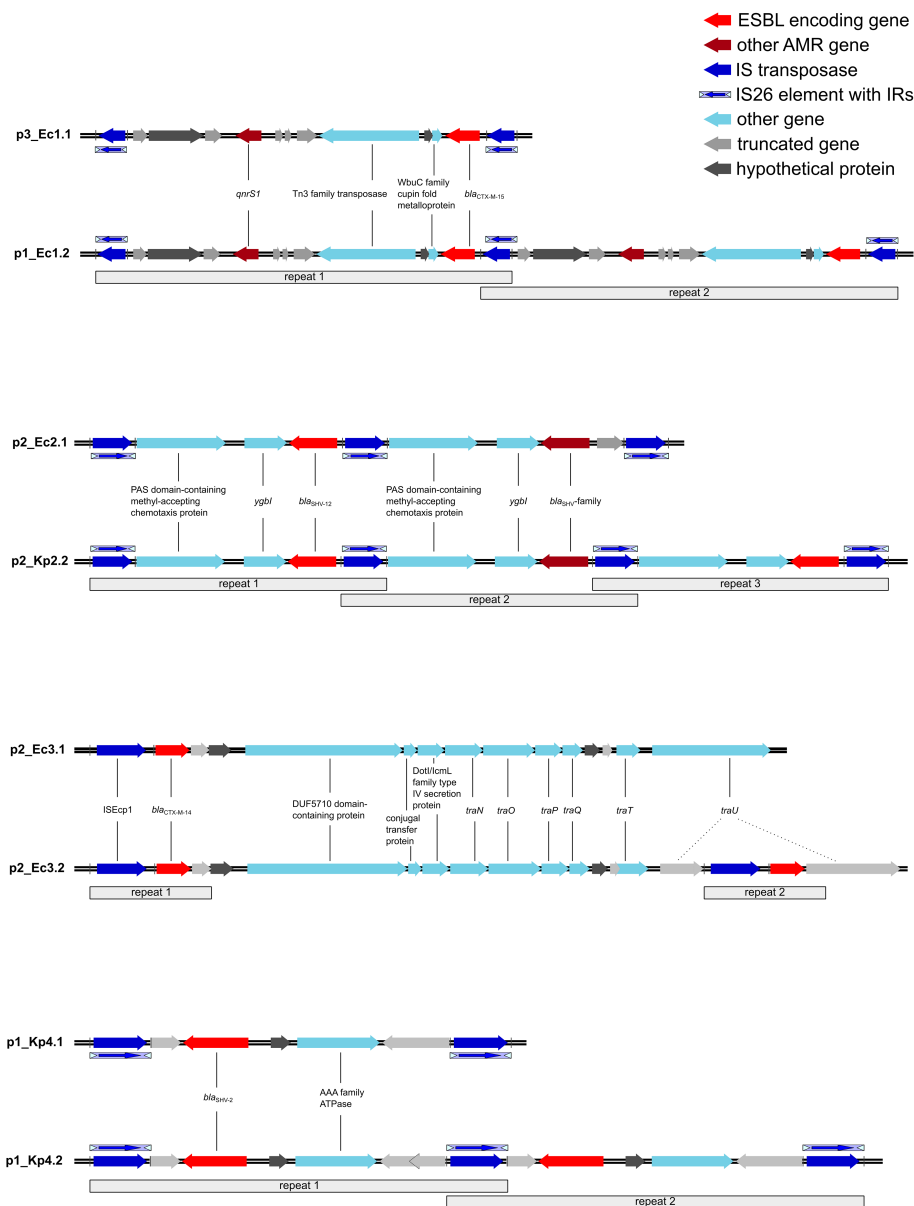 ESBL encoding gene
other AMR gene
IS transposase
IS26 element with IRs
other gene
truncated gene
hypothetical protein
p3_Ec1.1
qnrS1
Tn3 family transposase
WbuC family
cupin fold
metalloprotein
blaCTX-M-15
p1_Ec1.2
repeat 1
repeat 2
p2_Ec2.1
PAS domain-containing
methyl-accepting
chemotaxis protein
ygbI
blaSHV-12
PAS domain-containing
methyl-accepting
chemotaxis protein
ygbI
blaSHV-family
p2_Kp2.2
repeat 1
repeat 2
repeat 3
p2_Ec3.1
ISEcp1
blaCTX-M-14
DUF5710 domain-
containing protein
conjugal
transfer
protein
DotI/IcmL
family type
IV secretion
protein
traN
traO
traP
traQ
traT
traU
p2_Ec3.2
repeat 1
repeat 2
p1_Kp4.1
blaSHV-2
AAA family
ATPase
p1_Kp4.2
repeat 1
repeat 2